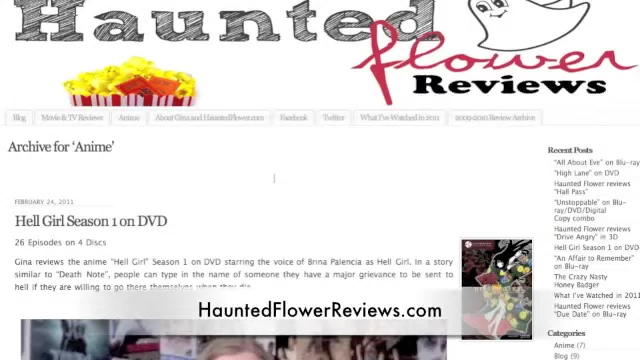 Haunted
flower
Reviews
Blog
Movie & TV Reviews
Anime
About Gina and HauntedFlower.com
Facebook
Twitter
What I've Watched in 2011
2009-2010 Review Archive
Archive for 'Anime'
FEBRUARY 24, 2011
Hell Girl Season 1 on DVD
26 Episodes on 4 Discs
Gina reviews the anime "Hell Girl" Season 1 on DVD starring the voice of Brina Palencia as Hell Girl. In a story
similar to "Death Note", people can type in the name of someone they have a major grievance to be sent to
hell if they are willing to go there themselves when they die.
HauntedFlowerReviews.com
Recent Posts
"All About Eve" on Blu-ray
"High Lane" on DVD
Haunted Flower reviews
"Hall Pass"
"Unstoppable" on Blu-
ray/DVD/Digital
Copy combo
Haunted Flower reviews
"Drive Angry" in 3D
Hell Girl Season 1 on DVD
"An Affair to Remember"
on Blu-ray
The Crazy Nasty
Honey Badger
What I've Watched in 2011
Haunted Flower reviews
"Due Date" on Blu-ray
Categories
Anime (7)
Blog (9)